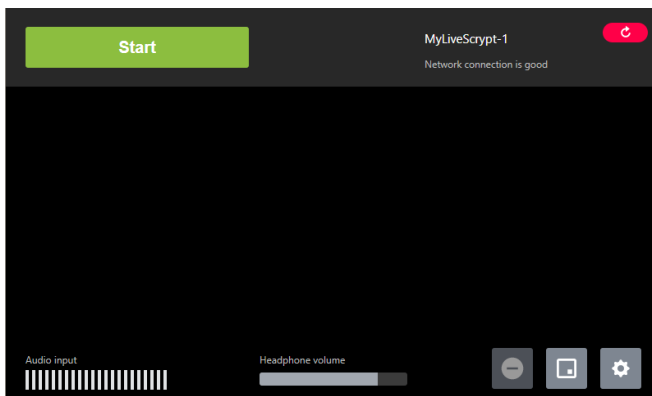 Start
MyLiveScrypt-1
Network connection is good
Audio input
Headphone volume